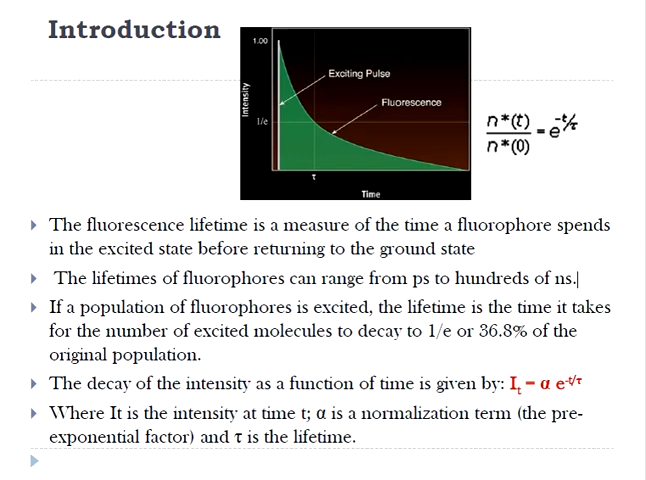 Introduction
1.00
Exciting Pulse
Fluorescence
Intensity
1/e
τ
Time
n*(t)
n*(0)
= e^-t/τ
The fluorescence lifetime is a measure of the time a fluorophore spends
in the excited state before returning to the ground state
The lifetimes of fluorophores can range from ps to hundreds of ns.
If a population of fluorophores is excited, the lifetime is the time it takes
for the number of excited molecules to decay to 1/e or 36.8% of the
original population.
The decay of the intensity as a function of time is given by: It = α e-t/τ
Where It is the intensity at time t; α is a normalization term (the pre-
exponential factor) and τ is the lifetime.